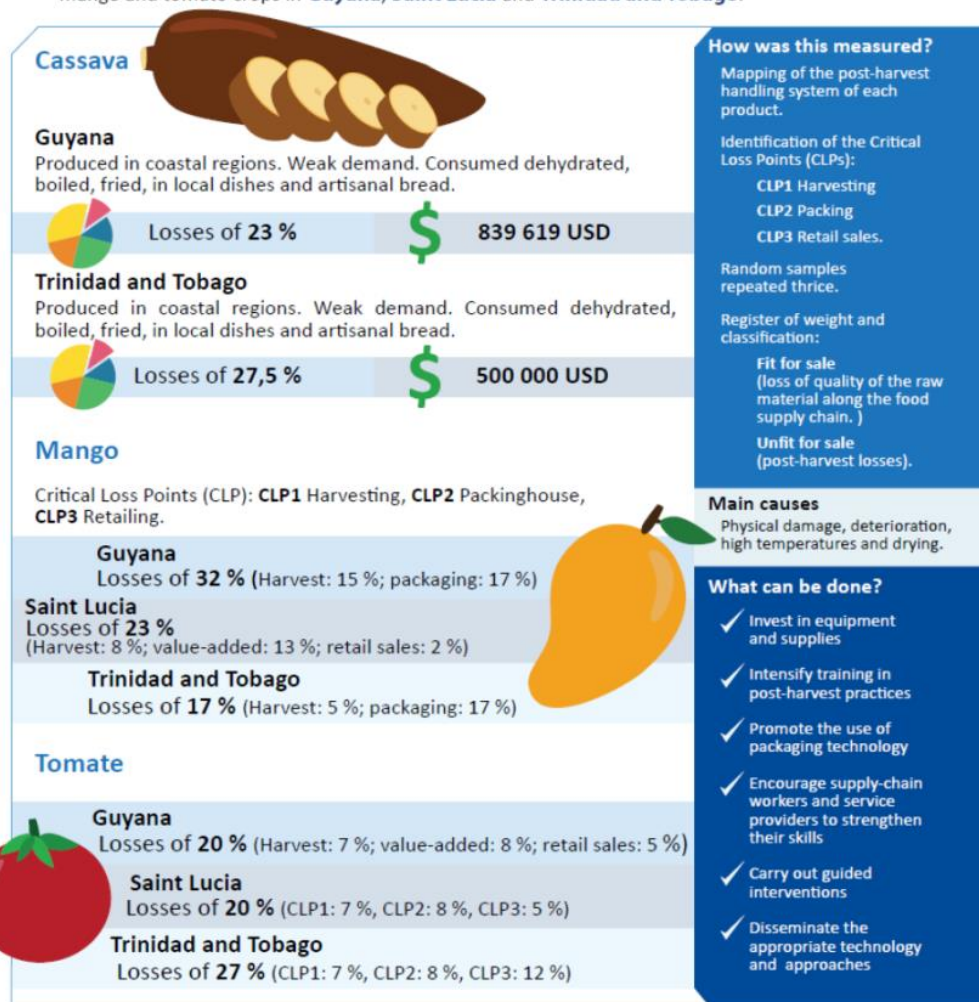 mango and tomato crops in Guyana, Saint Lucia and Trinidad and Tobago.
Cassava
Guyana
Produced in coastal regions. Weak demand. Consumed dehydrated,
boiled, fried, in local dishes and artisanal bread.
Losses of 23 %
$
839 619 USD
Trinidad and Tobago
Produced in coastal regions. Weak demand. Consumed dehydrated,
boiled, fried, in local dishes and artisanal bread.
Losses of 27,5 %
$
500 000 USD
Mango
Critical Loss Points (CLP): CLP1 Harvesting, CLP2 Packinghouse,
CLP3 Retailing.
Guyana
Losses of 32 % (Harvest: 15 %; packaging: 17 %)
Saint Lucia
Losses of 23 %
(Harvest: 8 %; value-added: 13 %; retail sales: 2 %)
Trinidad and Tobago
Losses of 17 % (Harvest: 5 %; packaging: 17 %)
Tomate
Guyana
Losses of 20 % (Harvest: 7 %; value-added: 8 %; retail sales: 5 %)
Saint Lucia
Losses of 20 % (CLP1: 7 %, CLP2: 8 %, CLP3: 5 %)
Trinidad and Tobago
Losses of 27 % (CLP1: 7 %, CLP2: 8 %, CLP3: 12 %)
How was this measured?
Mapping of the post-harvest
handling system of each
product.
Identification of the Critical
Loss Points (CLPs):
CLP1 Harvesting
CLP2 Packing
CLP3 Retail sales.
Random samples
repeated thrice.
Register of weight and
classification:
Fit for sale
(loss of quality of the raw
material along the food
supply chain. )
Unfit for sale
(post-harvest losses).
Main causes
Physical damage, deterioration,
high temperatures and drying.
What can be done?
Invest in equipment
and supplies
Intensify training in
post-harvest practices
Promote the use of
packaging technology
Encourage supply-chain
workers and service
providers to strengthen
their skills
Carry out guided
interventions
Disseminate the
appropriate technology
and approaches